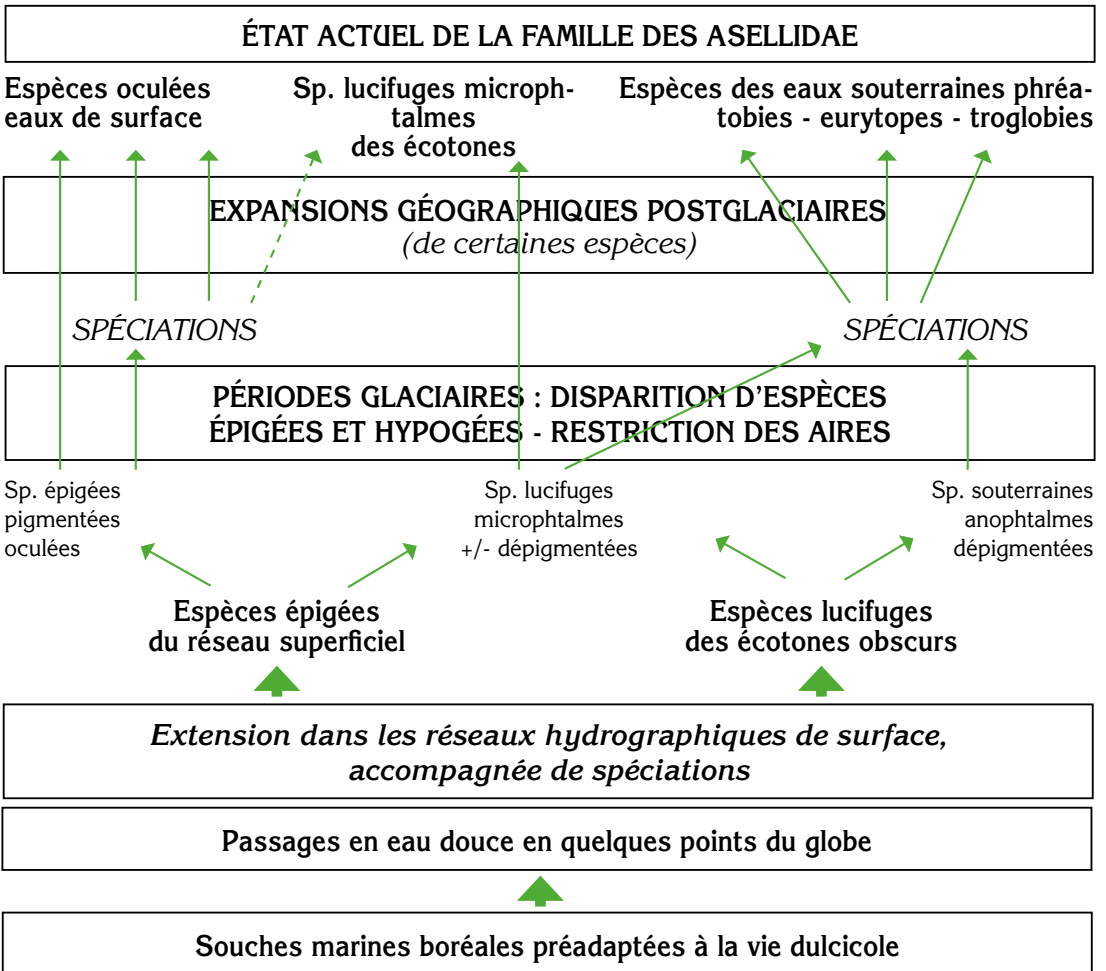 ÉTAT ACTUEL DE LA FAMILLE DES ASELLIDAE
Espèces oculées
eaux de surface
Sp. lucifuges microph-
talmes
des écotones
Espèces des eaux souterraines phréa-
tobies - eurytopes - troglobies
EXPANSIONS GÉOGRAPHIQUES POSTGLACIAIRES
(de certaines espèces)
SPÉCIATIONS
SPÉCIATIONS
PÉRIODES GLACIAIRES : DISPARITION D'ESPÈCES
ÉPIGÉES ET HYPOGÉES - RESTRICTION DES AIRES
Sp. épigées
pigmentées
oculées
Sp. lucifuges
microphtalmes
+/- dépigmentées
Sp. souterraines
anophtalmes
dépigmentées
Espèces épigées
du réseau superficiel
Espèces lucifuges
des écotones obscurs
Extension dans les réseaux hydrographiques de surface,
accompagnée de spéciations
Passages en eau douce en quelques points du globe
Souches marines boréales préadaptées à la vie dulcicole